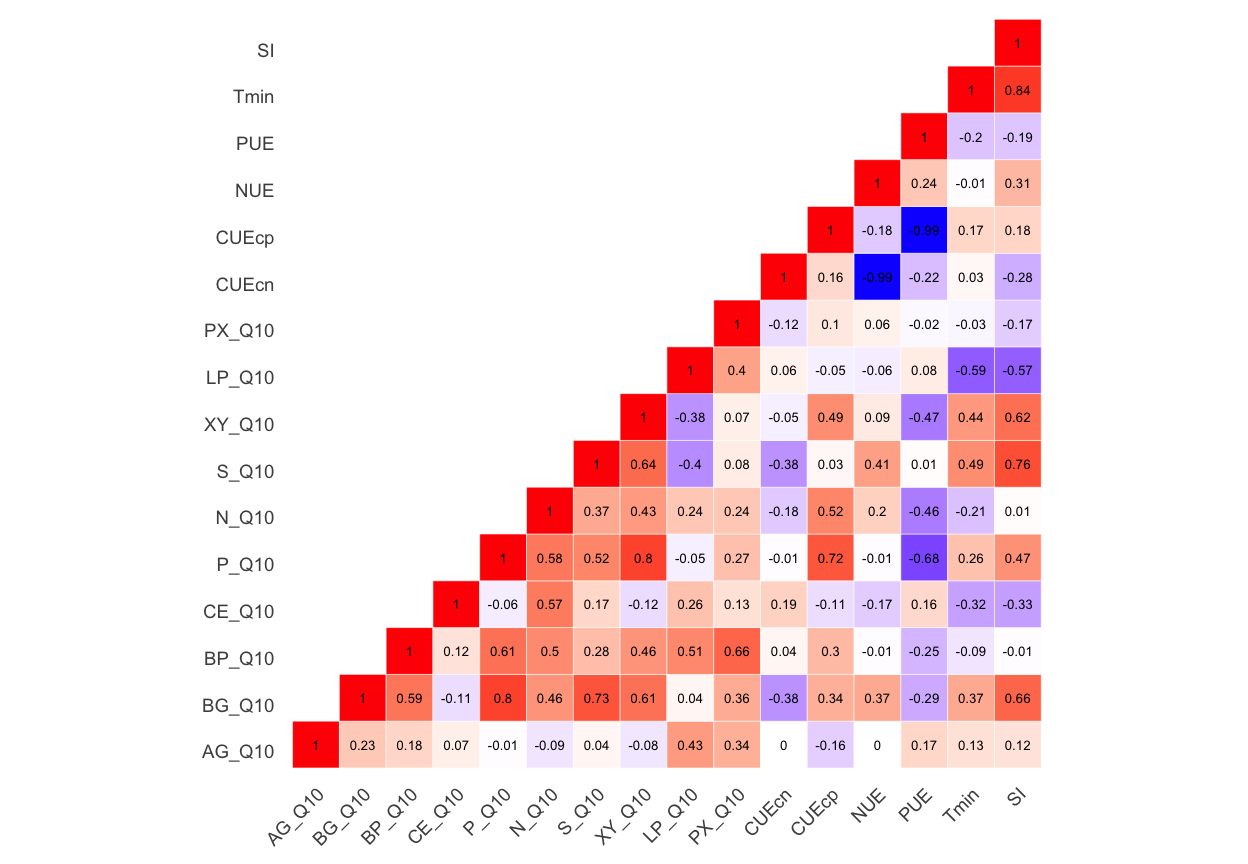 SI 1
Tmin 1 0.84
PUE 1 -0.2 -0.19
NUE 1 0.24 -0.01 0.31
CUEcp 1 -0.18 -0.99 0.17 0.18
CUEcn 1 0.16 -0.99 -0.22 0.03 -0.28
PX_Q10 1 -0.12 0.1 0.06 -0.02 -0.03 -0.17
LP_Q10 1 0.4 0.06 -0.05 -0.06 0.08 -0.59 -0.57
XY_Q10 1 -0.38 0.07 -0.05 0.49 0.09 -0.47 0.44 0.62
S_Q10 1 0.64 -0.4 0.08 -0.38 0.03 0.41 0.01 0.49 0.76
N_Q10 1 0.37 0.43 0.24 0.24 -0.18 0.52 0.2 -0.46 -0.21 0.01
P_Q10 1 0.58 0.52 0.8 -0.05 0.27 -0.01 0.72 -0.01 -0.68 0.26 0.47
CE_Q10 1 -0.06 0.57 0.17 -0.12 0.26 0.13 0.19 -0.11 -0.17 0.16 -0.32 -0.33
BP_Q10 1 0.12 0.61 0.5 0.28 0.46 0.51 0.66 0.04 0.3 -0.01 -0.25 -0.09 -0.01
BG_Q10 1 0.59 -0.11 0.8 0.46 0.73 0.61 0.04 0.36 -0.38 0.34 0.37 -0.29 0.37 0.66
AG_Q10 1 0.23 0.18 0.07 -0.01 -0.09 0.04 -0.08 0.43 0.34 0 -0.16 0 0.17 0.13 0.12
AG_Q10 BG_Q10 BP_Q10 CE_Q10 P_Q10 N_Q10 S_Q10 XY_Q10 LP_Q10 PX_Q10 CUEcn CUEcp NUE PUE Tmin SI